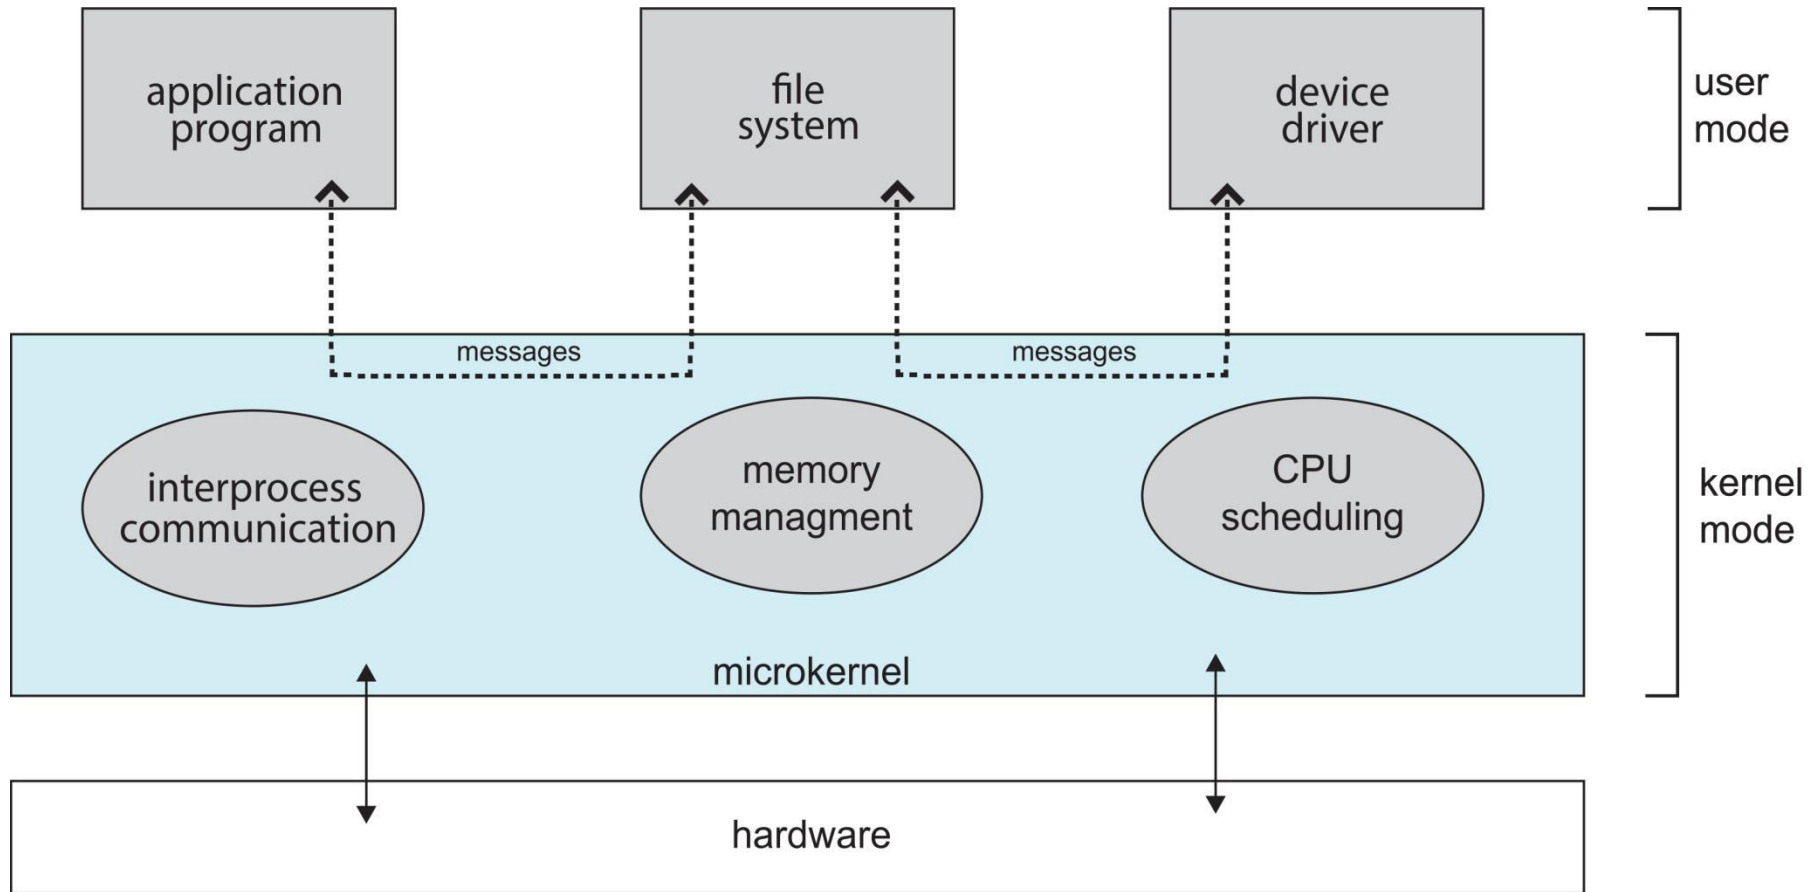 application
program
file
system
device
driver
user
mode
messages
messages
interprocess
communication
memory
managment
CPU
scheduling
kernel
mode
microkernel
hardware